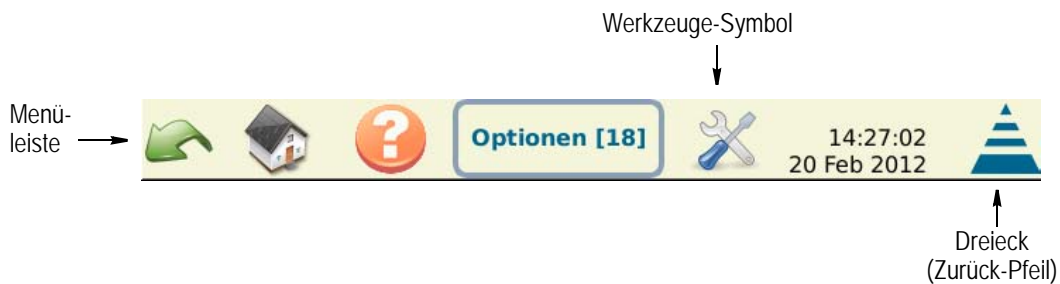 Werkzeuge-Symbol
Menü-
leiste
?
Optionen [18]
14:27:02
20 Feb 2012
Dreieck
(Zurück-Pfeil)